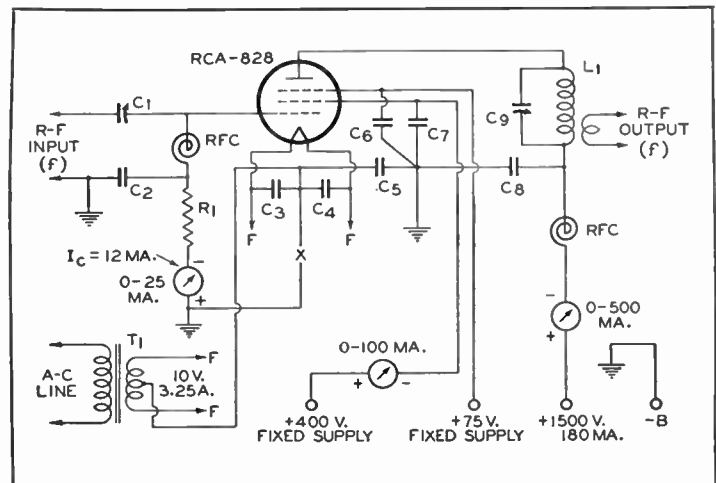 RCA-828
L1
C1
C9
R-F
INPUT
(f)
RFC
C6
C7
R-F
OUTPUT
(f)
C2
C3
C4
C5
C8
R1
F
F
X
RFC
Ic = 12 MA.
0-25
MA.
-
+
-
+
0-500
MA.
T1
A-C
LINE
F
10 V.
3.25A.
F
0-100 MA.
+
-
+400 V.
FIXED SUPPLY
+75 V.
FIXED SUPPLY
+1500 V.
180 MA.
-B